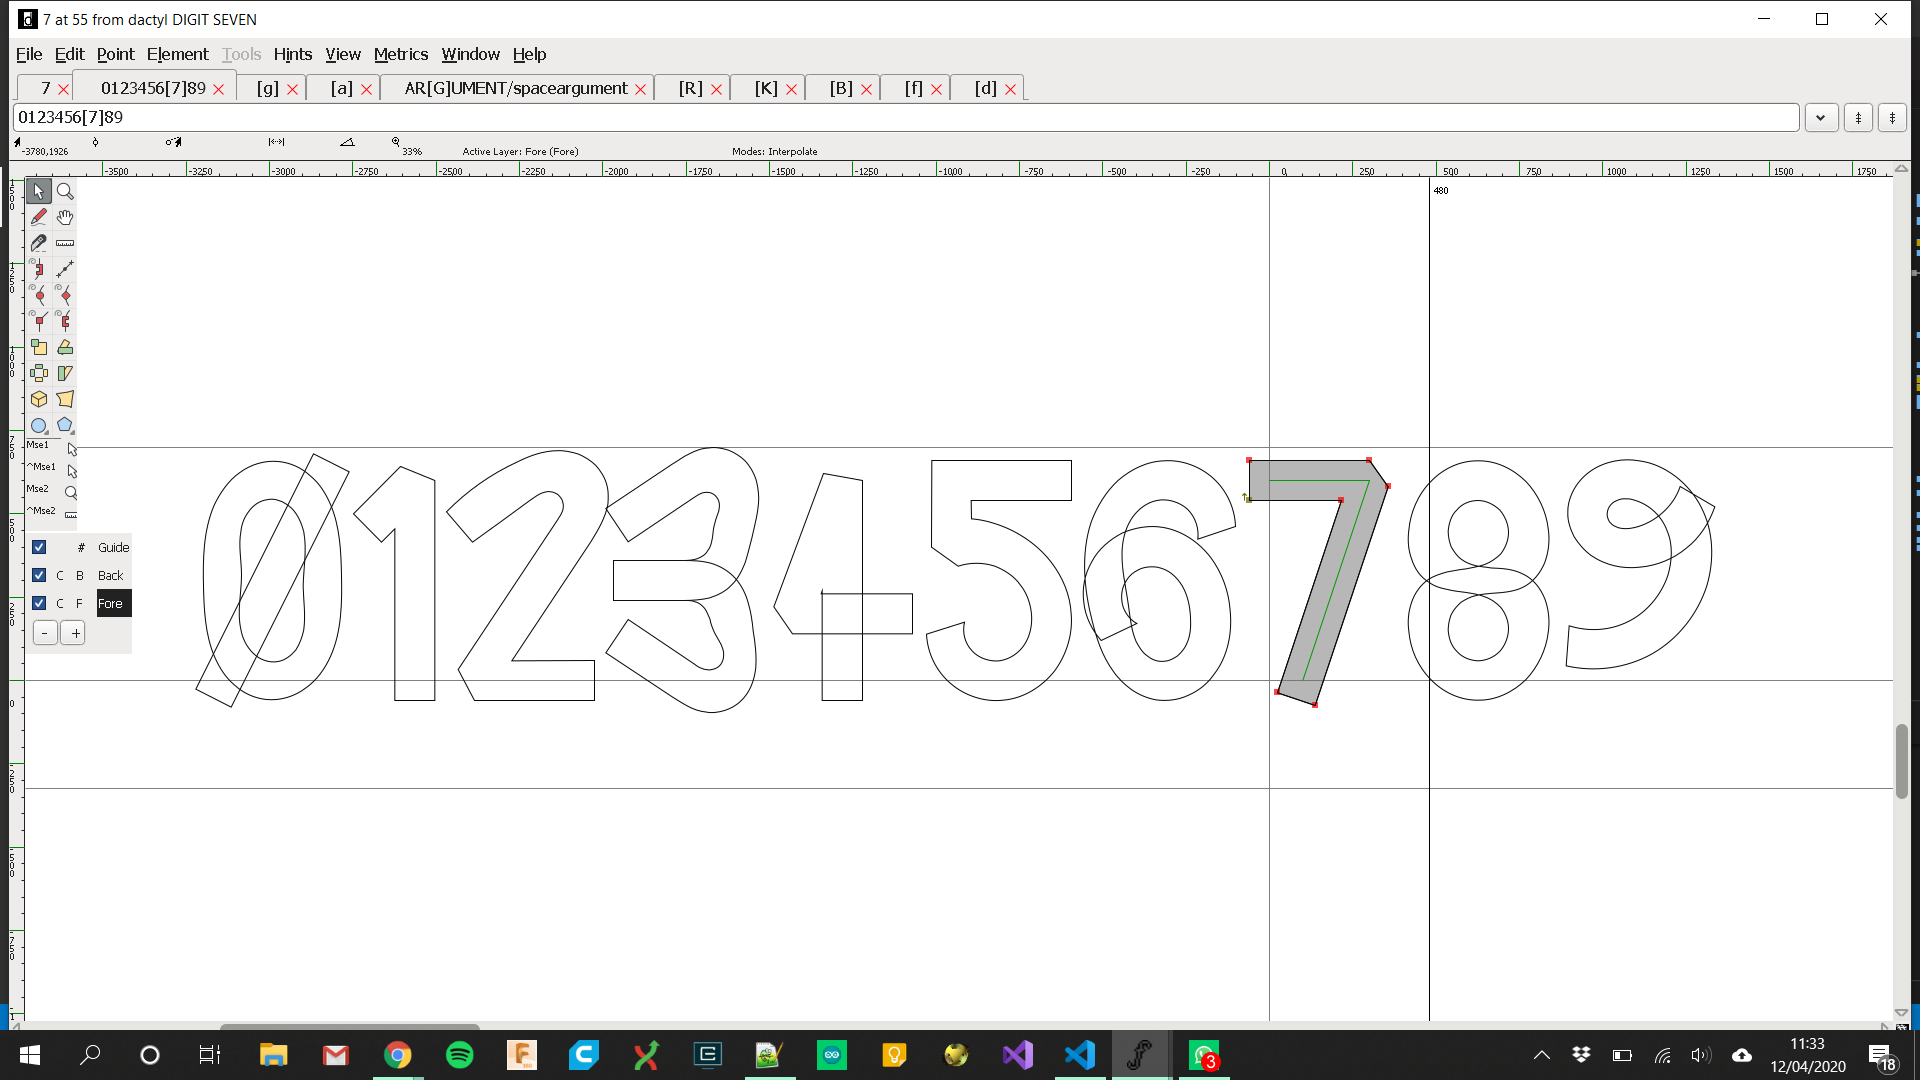 7 at 55 from dactyl DIGIT SEVEN
File Edit Point Element Tools Hints View Metrics Window Help
7 0123456[7]89 [g] [a] AR[G]UMENT/spaceargument [R] [K] [B] [f] [d]
0123456[7]89
-3780,1926 33% Active Layer: Fore (Fore) Modes: Interpolate
-3500 -3250 -3000 -2750 -2500 -2250 -2000 -1750 -1500 -1250 -1000 -750 -500 -250 0 250 500 750 1000 1250 1500 1750
480
0123456789
Mse1
^Mse1
Mse2
^Mse2
# Guide
C B Back
C F Fore
- +
11:33
12/04/2020
3
18